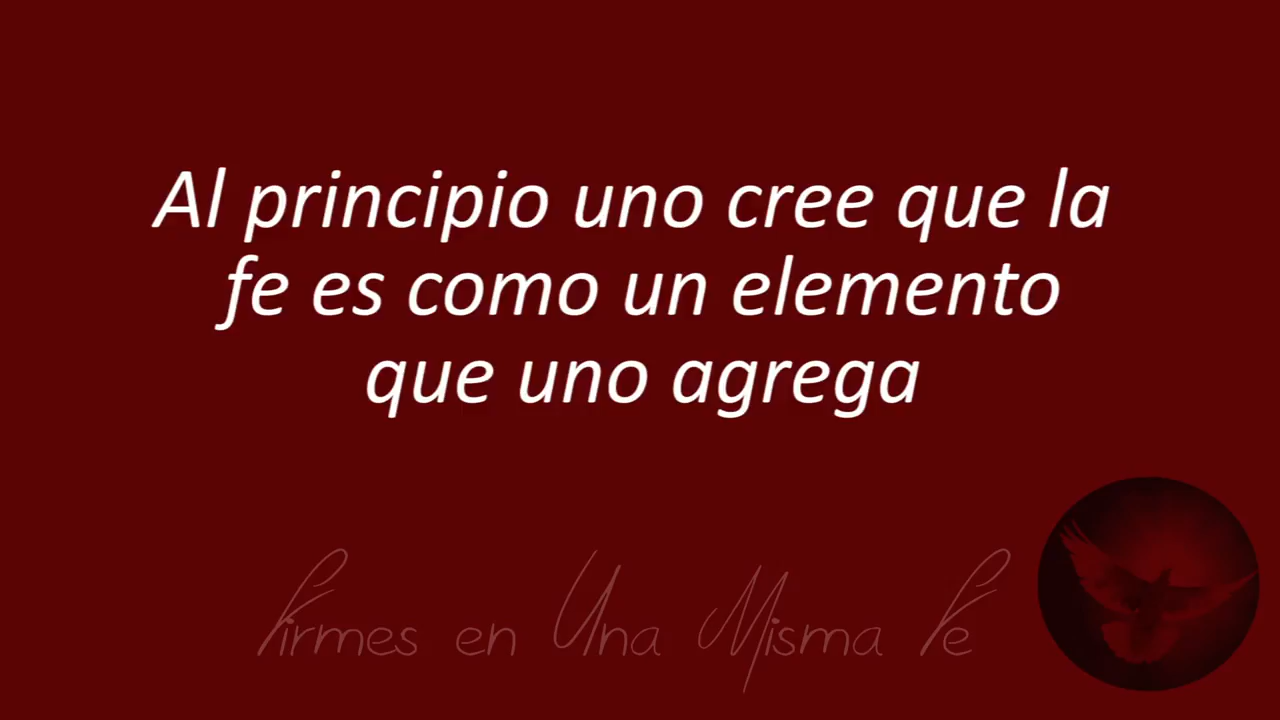 Al principio uno cree que la
fe es como un elemento
que uno agrega
Firmes en Una Misma Fe